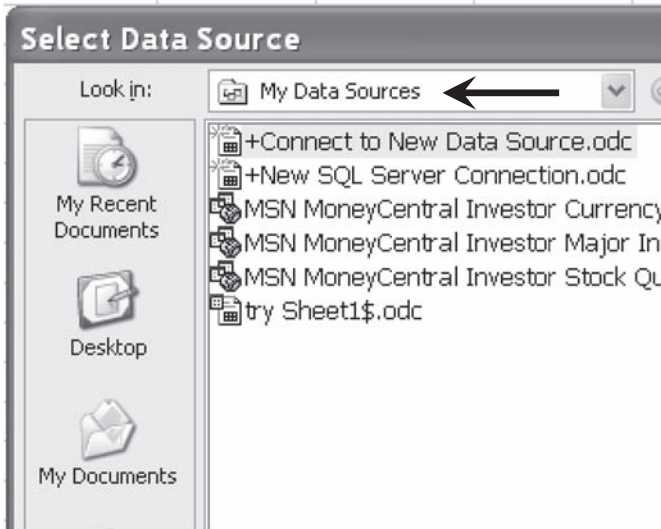 Select Data Source
Look in:
My Data Sources
+Connect to New Data Source.odc
+New SQL Server Connection.odc
MSN MoneyCentral Investor Currency
MSN MoneyCentral Investor Major In
MSN MoneyCentral Investor Stock Qu
try Sheet1$.odc
My Recent
Documents
Desktop
My Documents